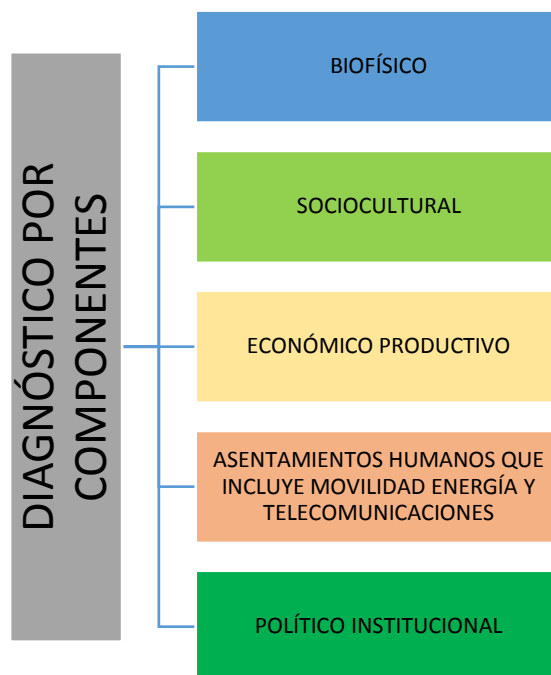 DIAGNÓSTICO POR
COMPONENTES
BIOFÍSICO
SOCIOCULTURAL
ECONÓMICO PRODUCTIVO
ASENTAMIENTOS HUMANOS QUE
INCLUYE MOVILIDAD ENERGÍA Y
TELECOMUNICACIONES
POLÍTICO INSTITUCIONAL